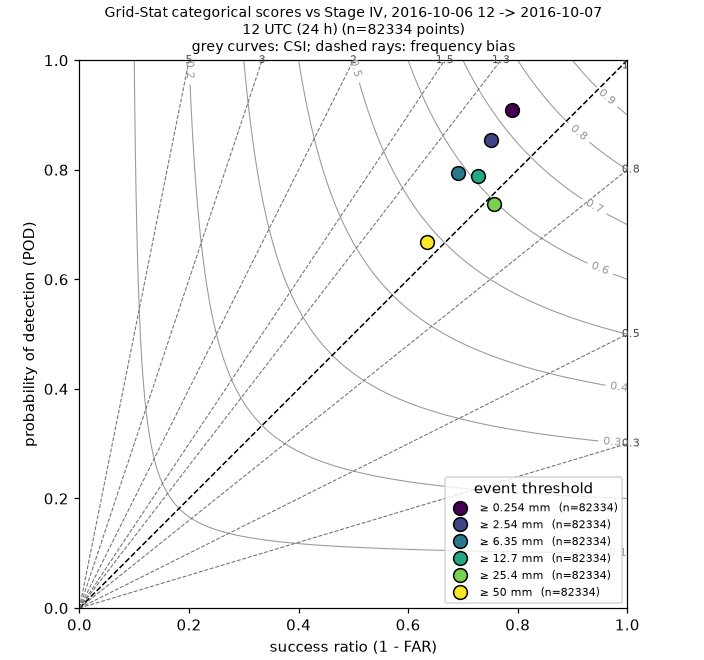 Grid-Stat categorical scores vs Stage IV, 2016-10-06 12 -> 2016-10-07
12 UTC (24 h) (n=82334 points)
grey curves: CSI; dashed rays: frequency bias
5
3
2
1.5
1.3
1
0.2
0.5
0.9
0.8
0.8
0.7
0.6
0.5
0.4
0.3
0.3
1.0
0.8
0.6
0.4
0.2
0.0
probability of detection (POD)
event threshold
≥ 0.254 mm (n=82334)
≥ 2.54 mm (n=82334)
≥ 6.35 mm (n=82334)
≥ 12.7 mm (n=82334)
≥ 25.4 mm (n=82334)
≥ 50 mm (n=82334)
0.0
0.2
0.4
0.6
0.8
1.0
success ratio (1 - FAR)